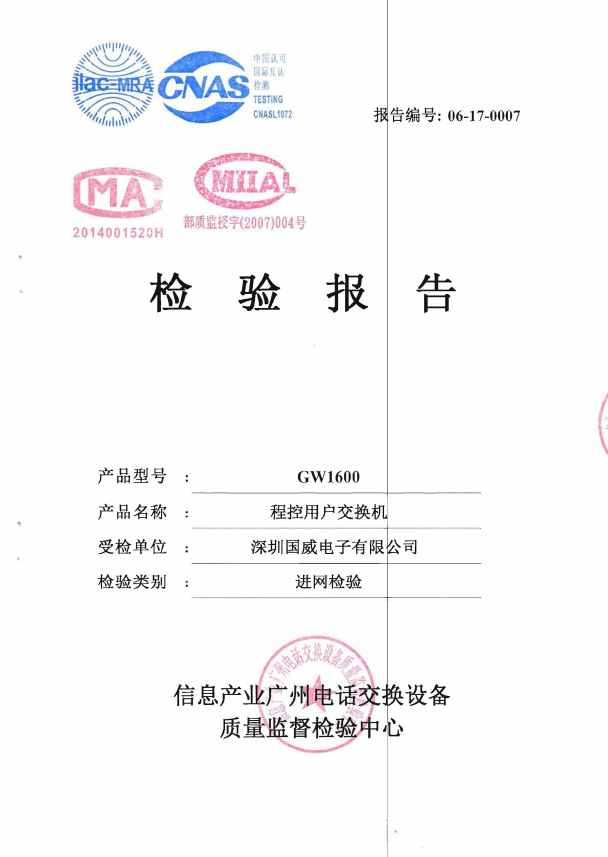 ilac-MRA
CNAS
中国认可
国际互认
检测
TESTING
CNASL1072
报告编号: 06-17-0007
MA
2014001520H
MIIAL
部质监授字(2007)004号
检 验 报 告
产品型号 : GW1600
产品名称 : 程控用户交换机
受检单位 : 深圳国威电子有限公司
检验类别 : 进网检验
信息产业广州电话交换设备
质量监督检验中心